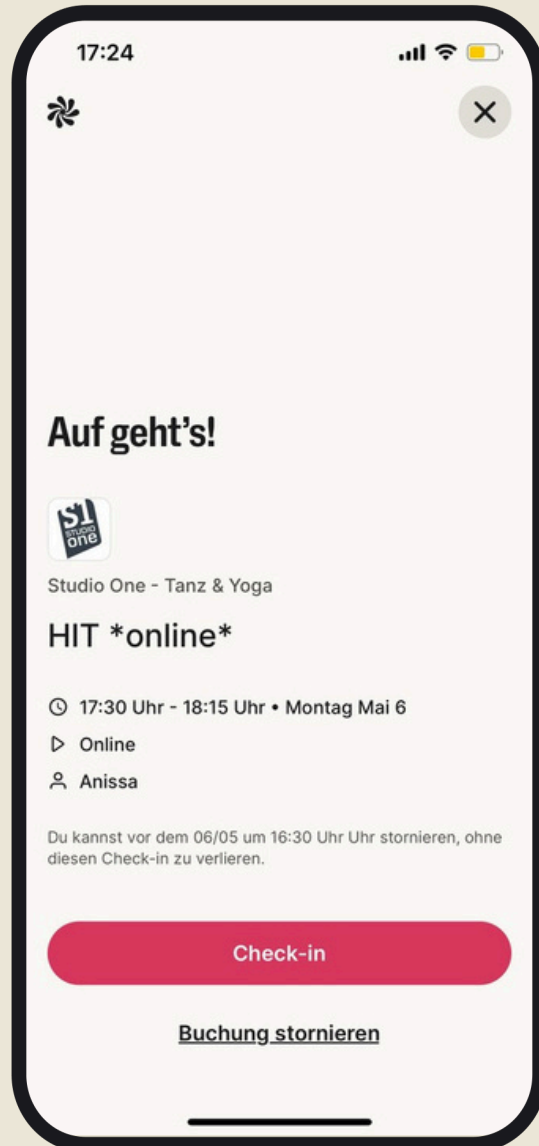 17:24
Auf geht's!
S1
STUDIO
one
Studio One - Tanz & Yoga
HIT *online*
17:30 Uhr - 18:15 Uhr • Montag Mai 6
Online
Anissa
Du kannst vor dem 06/05 um 16:30 Uhr Uhr stornieren, ohne
diesen Check-in zu verlieren.
Check-in
Buchung stornieren